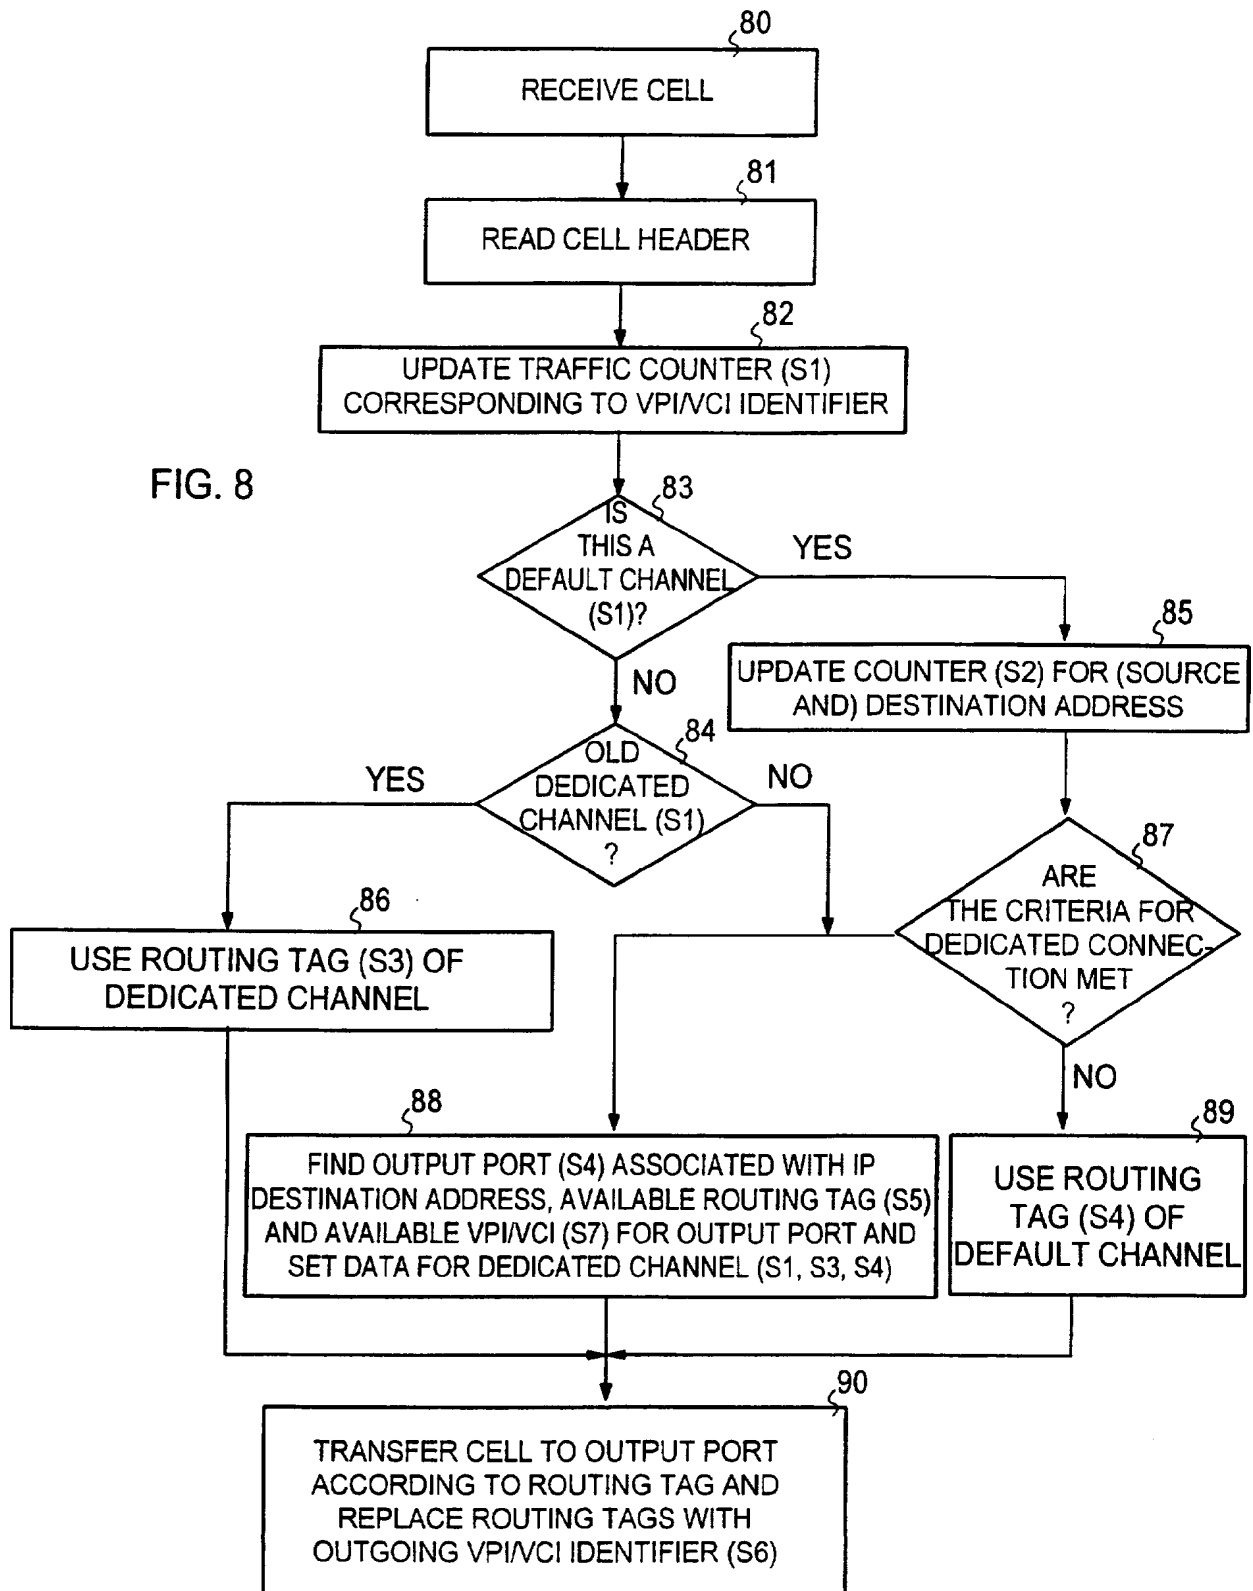 80
RECEIVE CELL
81
READ CELL HEADER
82
UPDATE TRAFFIC COUNTER (S1)
CORRESPONDING TO VPI/VCI IDENTIFIER
FIG. 8
83
IS
THIS A
DEFAULT CHANNEL
(S1)?
YES
NO
85
UPDATE COUNTER (S2) FOR (SOURCE
AND) DESTINATION ADDRESS
84
OLD
DEDICATED
CHANNEL (S1)
?
YES
NO
87
ARE
THE CRITERIA FOR
DEDICATED CONNEC-
TION MET
?
NO
86
USE ROUTING TAG (S3) OF
DEDICATED CHANNEL
88
FIND OUTPUT PORT (S4) ASSOCIATED WITH IP
DESTINATION ADDRESS, AVAILABLE ROUTING TAG (S5)
AND AVAILABLE VPI/VCI (S7) FOR OUTPUT PORT AND
SET DATA FOR DEDICATED CHANNEL (S1, S3, S4)
89
USE ROUTING
TAG (S4) OF
DEFAULT CHANNEL
90
TRANSFER CELL TO OUTPUT PORT
ACCORDING TO ROUTING TAG AND
REPLACE ROUTING TAGS WITH
OUTGOING VPI/VCI IDENTIFIER (S6)